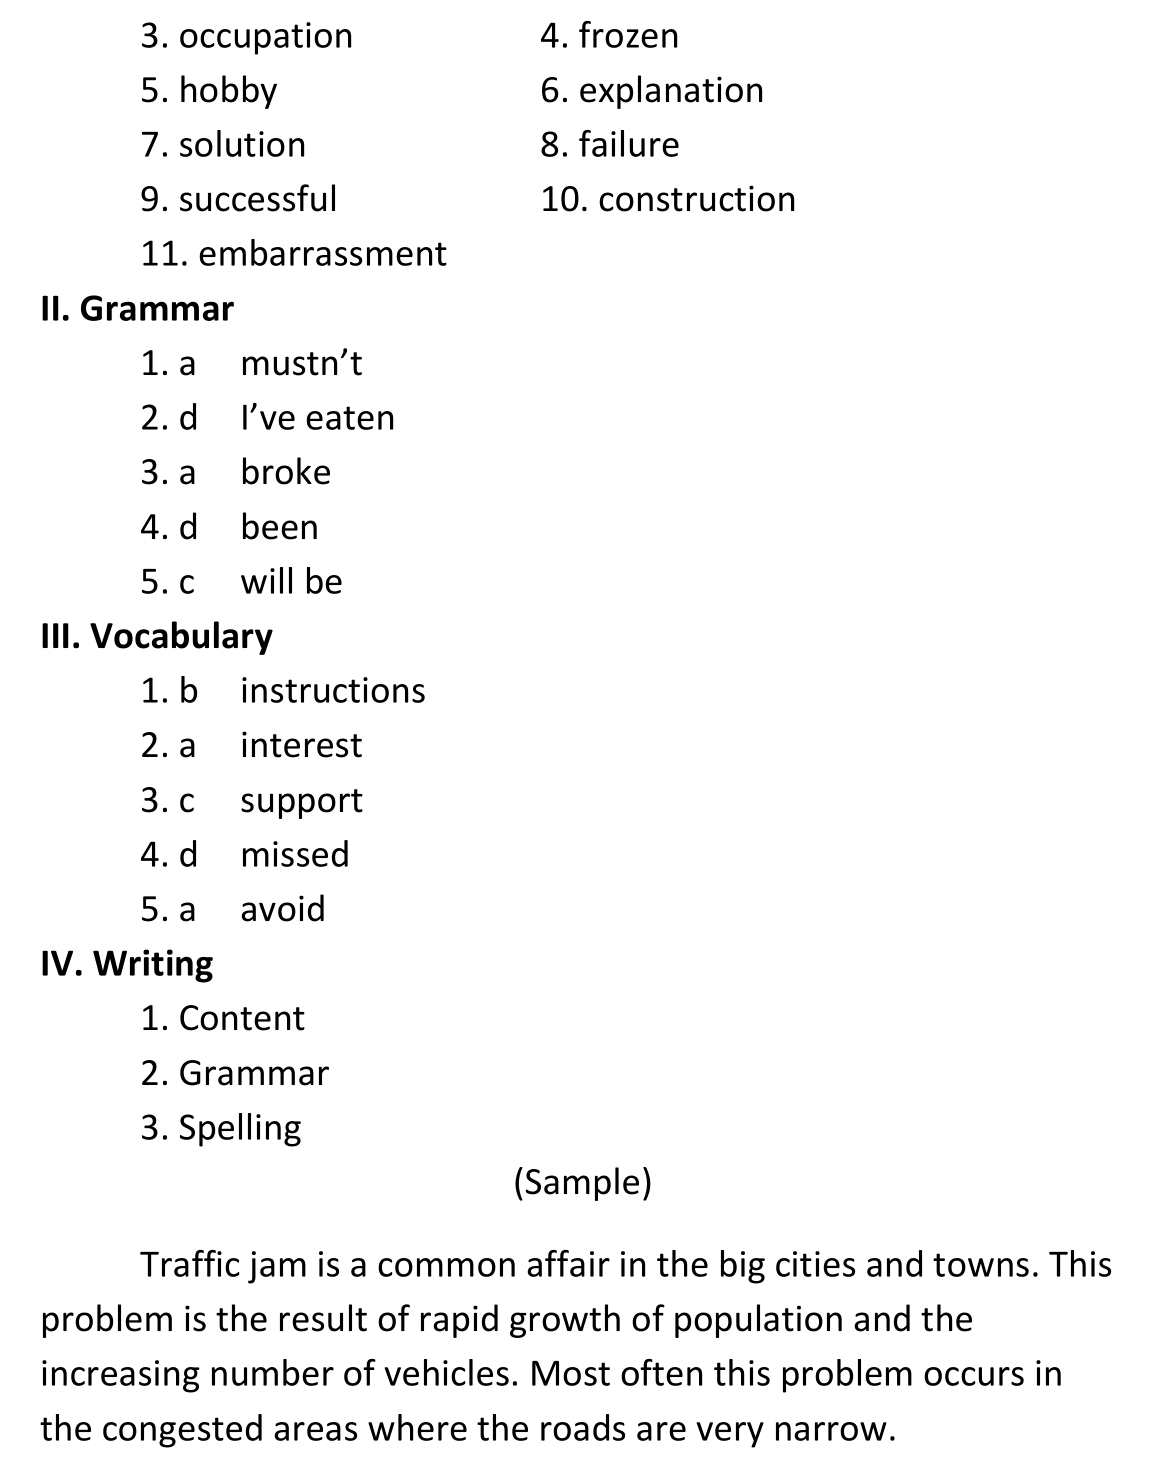 3. occupation 4. frozen
5. hobby 6. explanation
7. solution 8. failure
9. successful 10. construction
11. embarrassment
II. Grammar
1. a mustn’t
2. d I’ve eaten
3. a broke
4. d been
5. c will be
III. Vocabulary
1. b instructions
2. a interest
3. c support
4. d missed
5. a avoid
IV. Writing
1. Content
2. Grammar
3. Spelling
(Sample)
Traffic jam is a common affair in the big cities and towns. This
problem is the result of rapid growth of population and the
increasing number of vehicles. Most often this problem occurs in
the congested areas where the roads are very narrow.